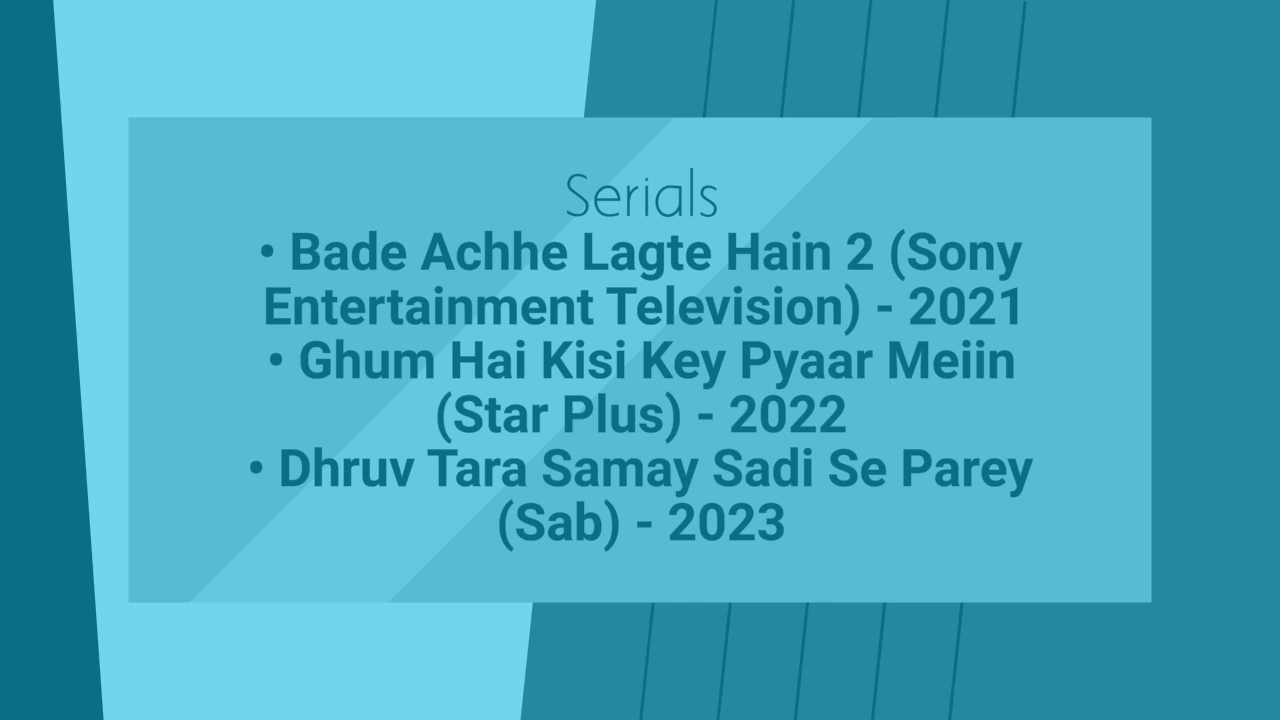 Serials
• Bade Achhe Lagte Hain 2 (Sony
Entertainment Television) - 2021
• Ghum Hai Kisi Key Pyaar Meiin
(Star Plus) - 2022
• Dhruv Tara Samay Sadi Se Parey
(Sab) - 2023